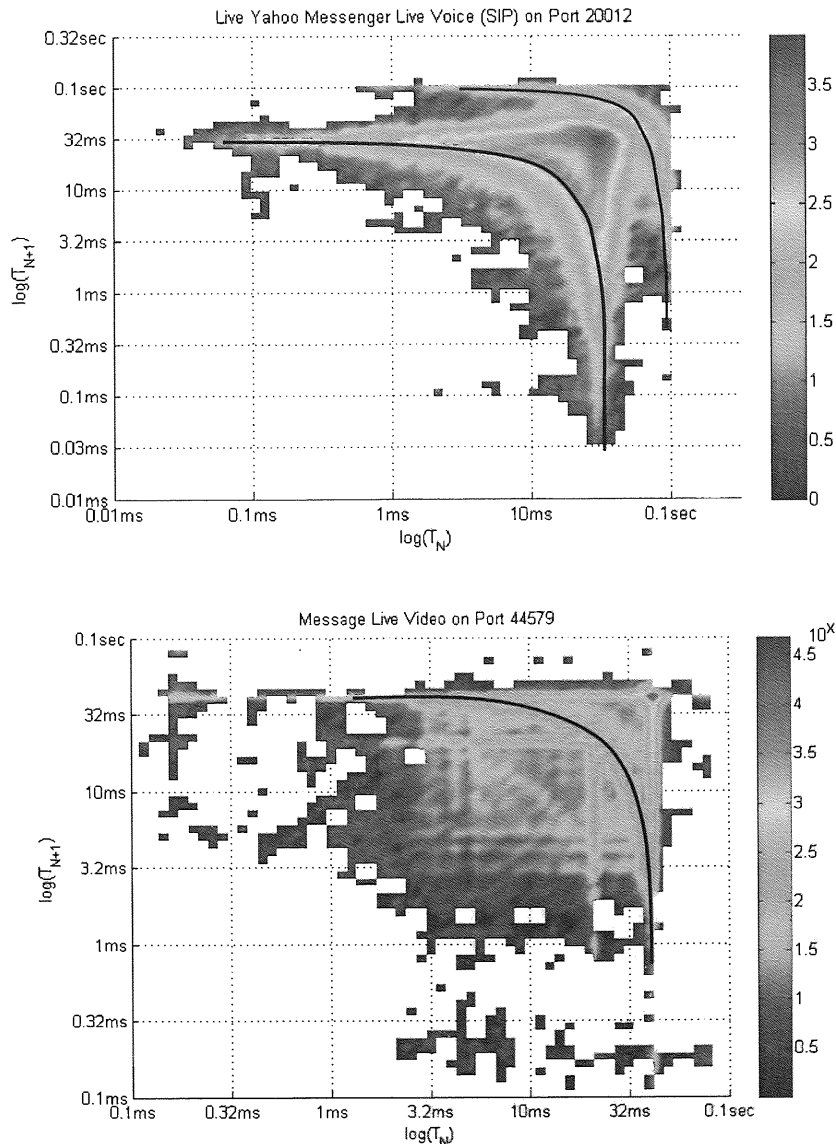 Live Yahoo Messenger Live Voice (SIP) on Port 20012
0.32sec
0.1sec
32ms
10ms
3.2ms
1ms
0.32ms
0.1ms
0.03ms
0.01ms
log(T_N+1)
0.01ms 0.1ms 1ms 10ms 0.1sec
log(T_N)
3.5
3
2.5
2
1.5
1
0.5
0
Message Live Video on Port 44579
0.1sec
32ms
10ms
3.2ms
1ms
0.32ms
0.1ms
log(T_N+1)
0.1ms 0.32ms 1ms 3.2ms 10ms 32ms 0.1sec
log(T_N)
10^X
4.5
4
3.5
3
2.5
2
1.5
1
0.5